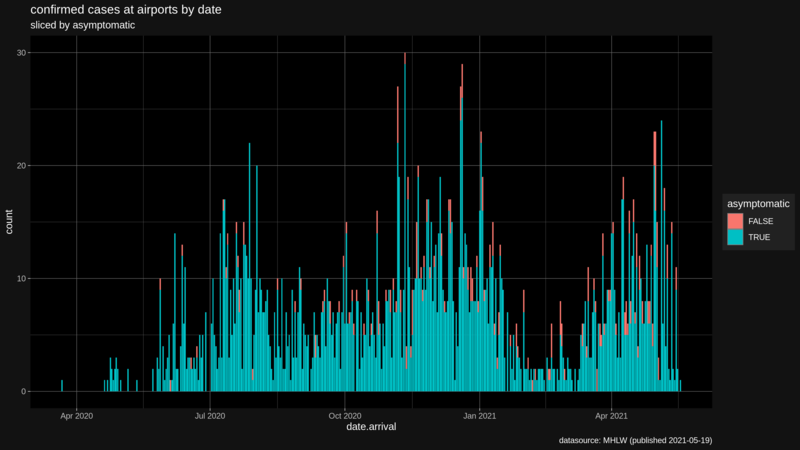 confirmed cases at airports by date
sliced by asymptomatic
30
20
10
0
count
Apr 2020
Jul 2020
Oct 2020
Jan 2021
Apr 2021
date.arrival
asymptomatic
FALSE
TRUE
datasource: MHLW (published 2021-05-19)